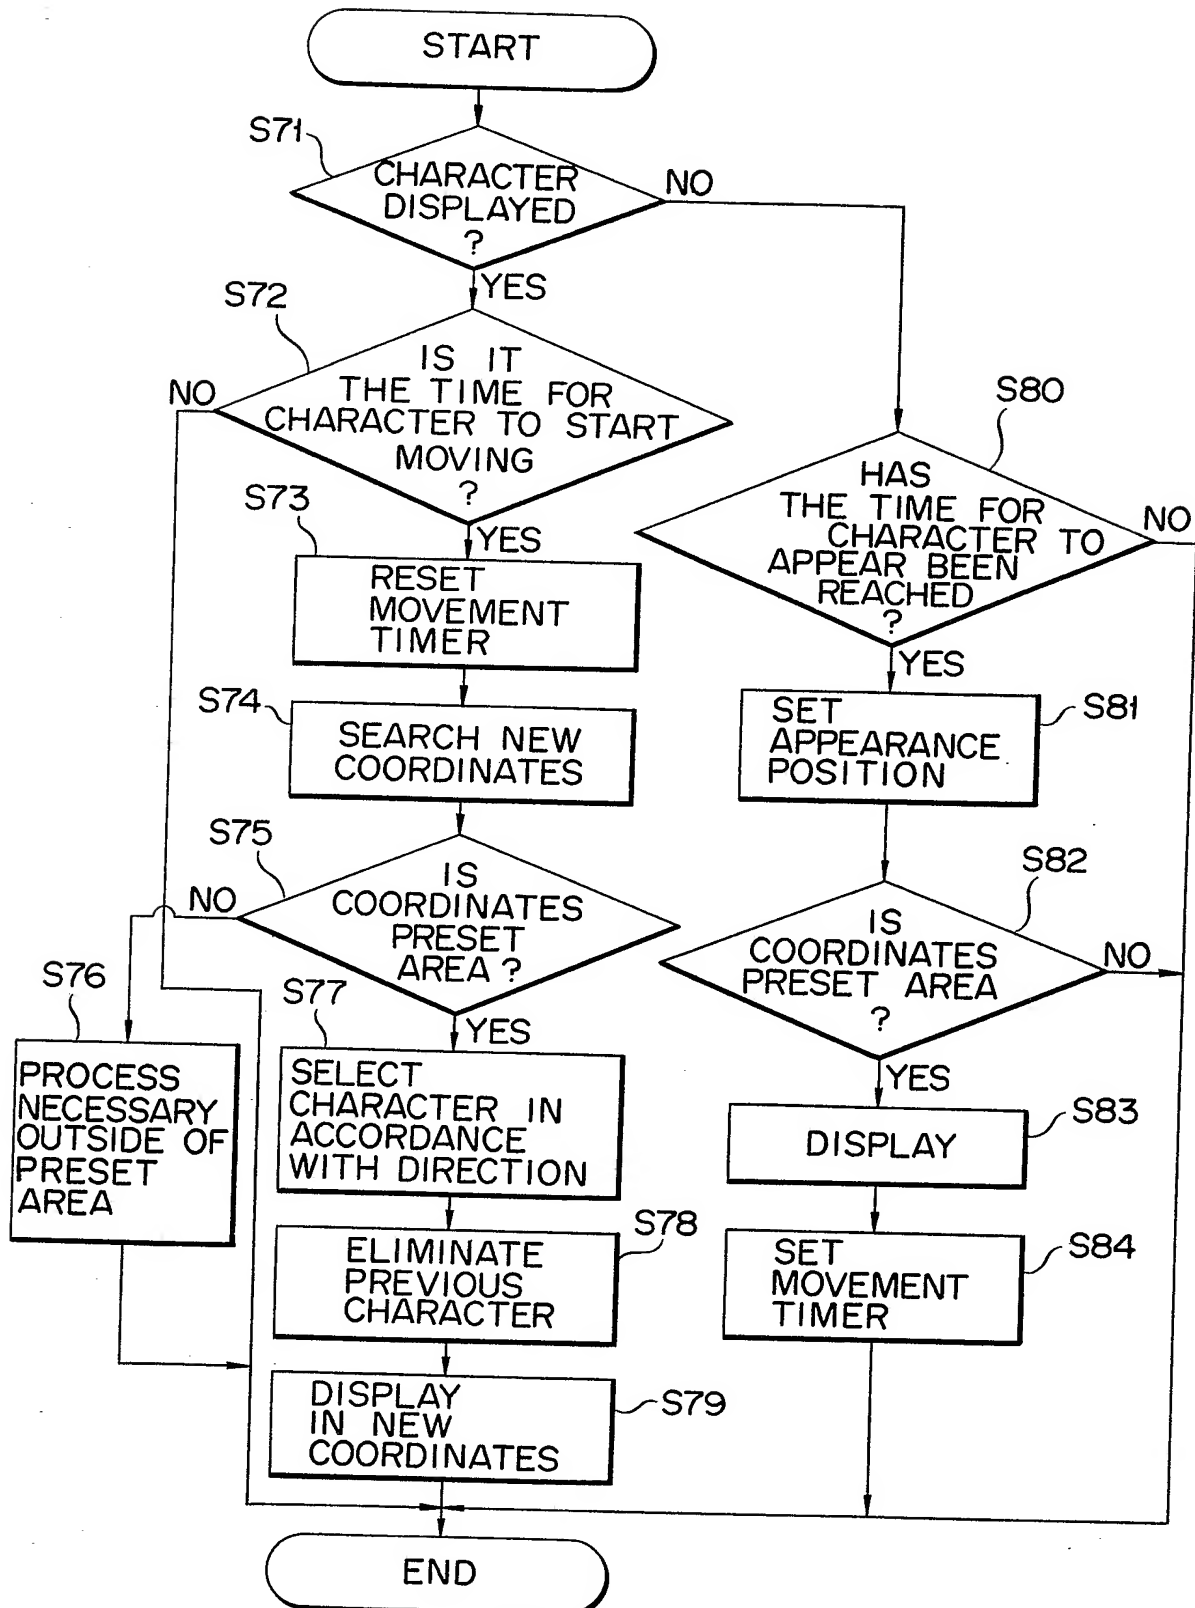 START
S71
CHARACTER
DISPLAYED
?
NO
YES
S72
IS IT
THE TIME FOR
CHARACTER TO START
MOVING
?
NO
YES
S73
RESET
MOVEMENT
TIMER
S74
SEARCH NEW
COORDINATES
S75
IS
COORDINATES
PRESET
AREA?
NO
YES
S76
PROCESS
NECESSARY
OUTSIDE OF
PRESET
AREA
S77
SELECT
CHARACTER IN
ACCORDANCE
WITH DIRECTION
S78
ELIMINATE
PREVIOUS
CHARACTER
S79
DISPLAY
IN NEW
COORDINATES
S80
HAS
THE TIME FOR
CHARACTER TO
APPEAR BEEN
REACHED
?
NO
YES
S81
SET
APPEARANCE
POSITION
S82
IS
COORDINATES
PRESET AREA
?
NO
YES
S83
DISPLAY
S84
SET
MOVEMENT
TIMER
END